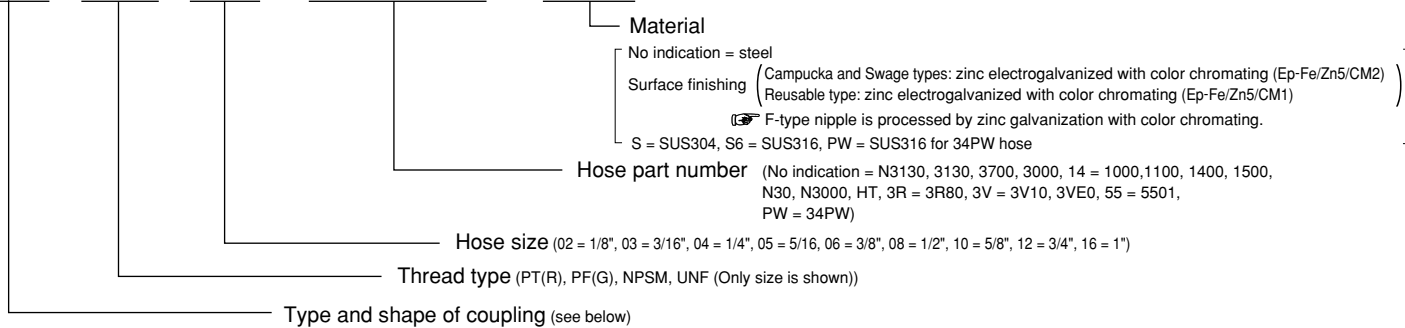 Material
No indication = steel
Surface finishing
Campucka and Swage types: zinc electrogalvanized with color chromating (Ep-Fe/Zn5/CM2)
Reusable type: zinc electrogalvanized with color chromating (Ep-Fe/Zn5/CM1)
F-type nipple is processed by zinc galvanization with color chromating.
S = SUS304, S6 = SUS316, PW = SUS316 for 34PW hose
Hose part number (No indication = N3130, 3130, 3700, 3000, 14 = 1000,1100, 1400, 1500,
N30, N3000, HT, 3R = 3R80, 3V = 3V10, 3VE0, 55 = 5501,
PW = 34PW)
Hose size (02 = 1/8", 03 = 3/16", 04 = 1/4", 05 = 5/16, 06 = 3/8", 08 = 1/2", 10 = 5/8", 12 = 3/4", 16 = 1")
Thread type (PT(R), PF(G), NPSM, UNF (Only size is shown))
Type and shape of coupling (see below)